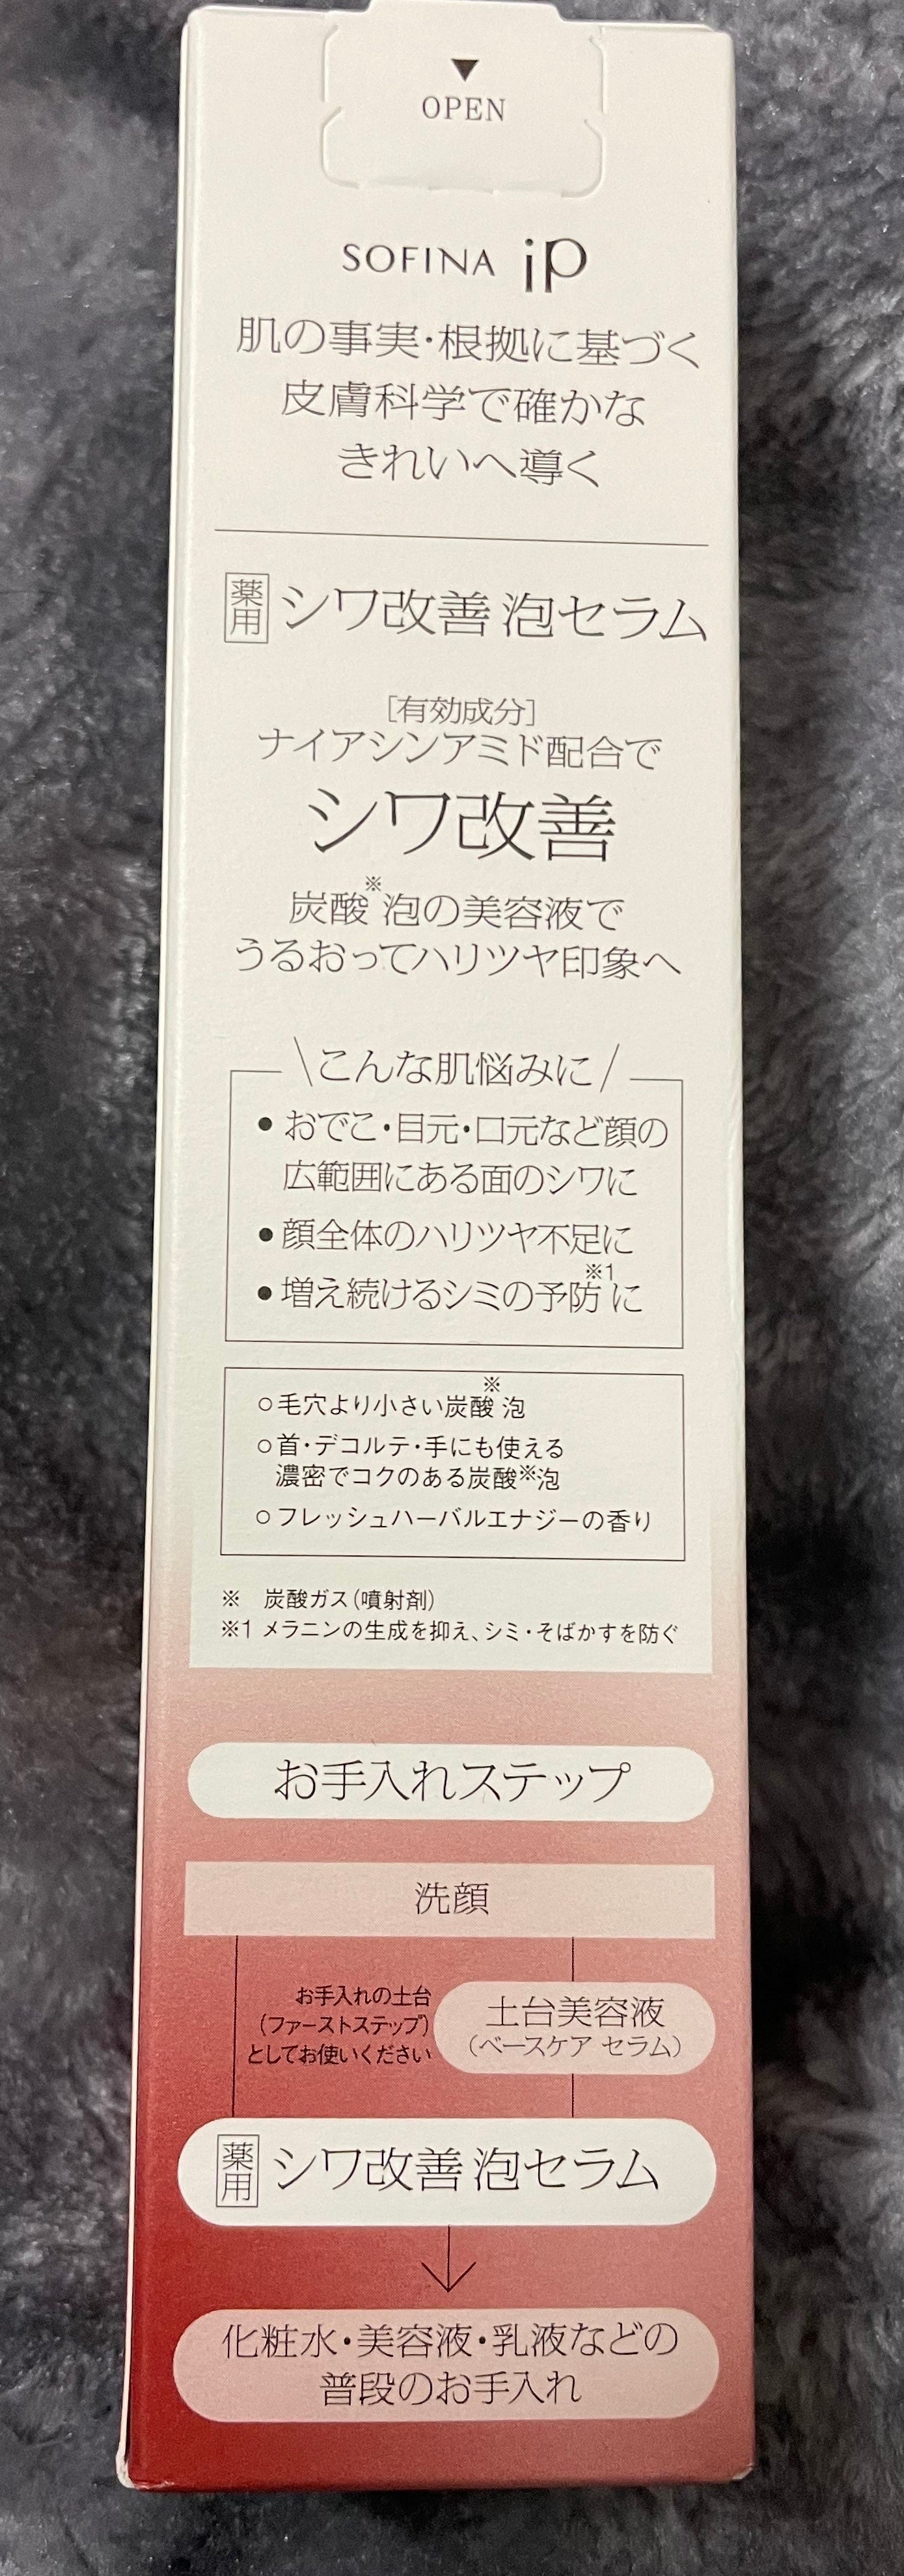 ▼
OPEN
SOFINA iP
肌の事実・根拠に基づく
皮膚科学で確かな
きれいへ導く
薬用 シワ改善 泡セラム
[有効成分]
ナイアシンアミド配合で
シワ改善
炭酸※泡の美容液で
うるおってハリツヤ印象へ
\こんな肌悩みに/
●おでこ・目元・口元など顔の
広範囲にある面のシワに
●顔全体のハリツヤ不足に
●増え続けるシミの予防※1に
○毛穴より小さい炭酸※泡
○首・デコルテ・手にも使える
濃密でコクのある炭酸※泡
○フレッシュハーバルエナジーの香り
※ 炭酸ガス(噴射剤)
※1 メラニンの生成を抑え、シミ・そばかすを防ぐ
お手入れステップ
洗顔
お手入れの土台
(ファーストステップ)
としてお使いください
土台美容液
(ベースケア セラム)
薬用 シワ改善 泡セラム
化粧水・美容液・乳液などの
普段のお手入れ